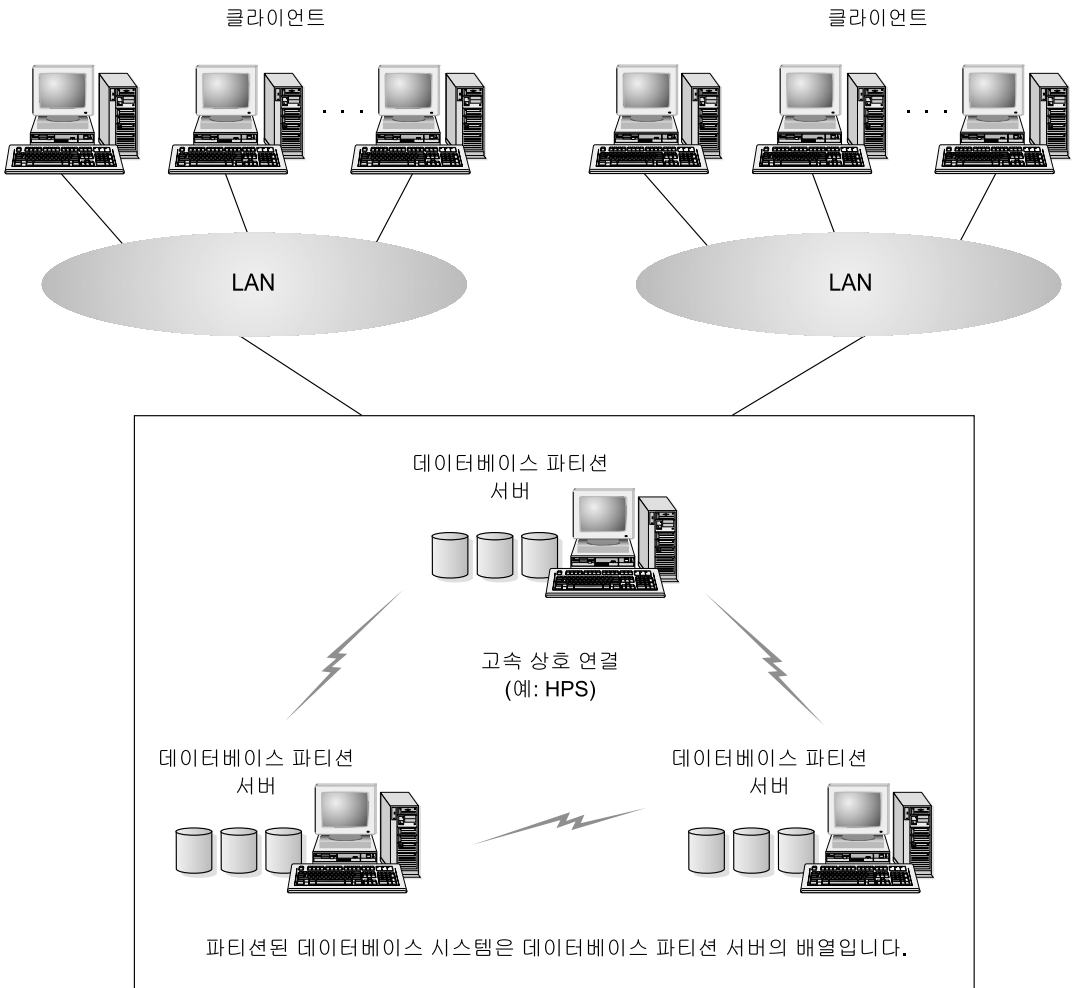 클라이언트
클라이언트
. . .
. . .
LAN
LAN
데이터베이스 파티션
서버
고속 상호 연결
(예: HPS)
데이터베이스 파티션
서버
데이터베이스 파티션
서버
파티션된 데이터베이스 시스템은 데이터베이스 파티션 서버의 배열입니다.